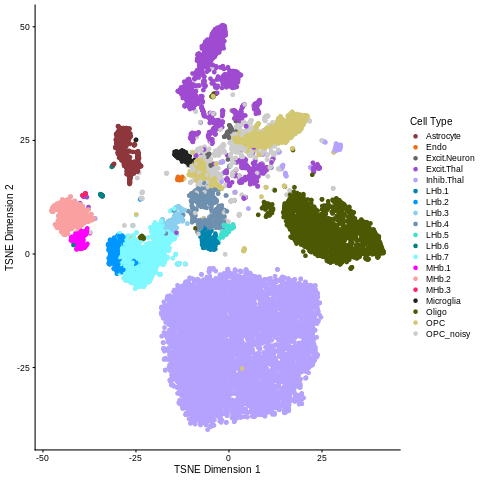 50
25
0
-25
-50
-25
0
25
TSNE Dimension 1
TSNE Dimension 2
Cell Type
Astrocyte
Endo
Excit.Neuron
Excit.Thal
Inhib.Thal
LHb.1
LHb.2
LHb.3
LHb.4
LHb.5
LHb.6
LHb.7
MHb.1
MHb.2
MHb.3
Microglia
Oligo
OPC
OPC_noisy